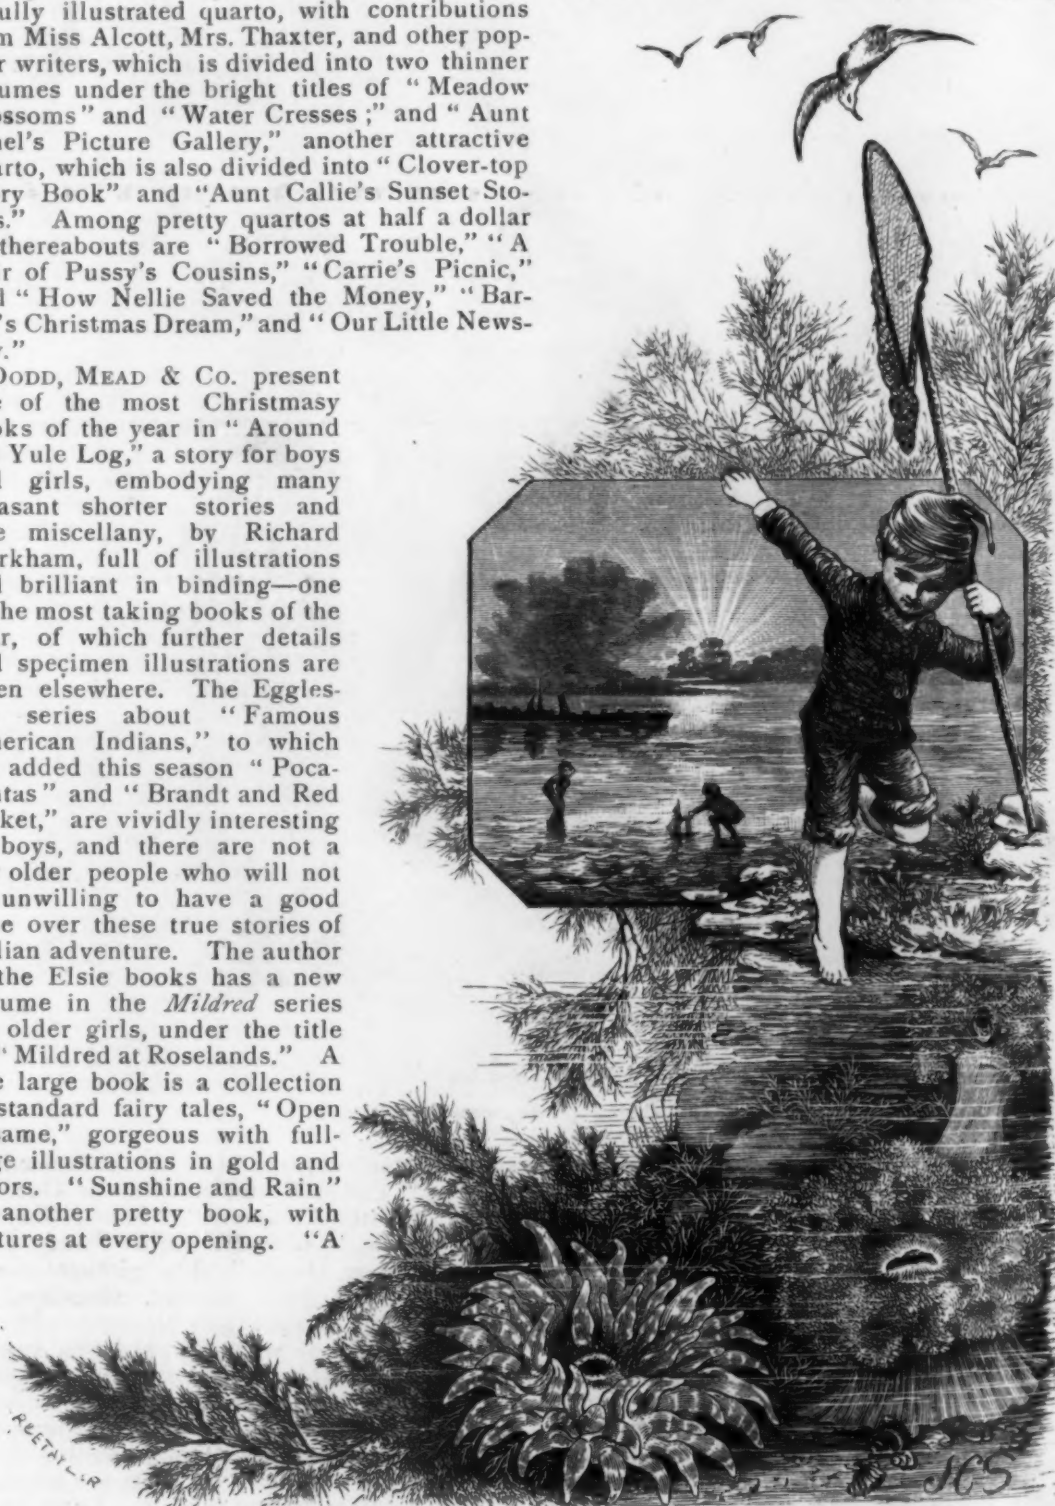 ully illustrated quarto, with contributions
m Miss Alcott, Mrs. Thaxter, and other pop-
r writers, which is divided into two thinner
umes under the bright titles of “ Meadow
ossoms ” and “ Water Cresses ;” and “ Aunt
hel's Picture Gallery,” another attractive
arto, which is also divided into “ Clover-top
ry Book” and “Aunt Callie's Sunset Sto-
s.” Among pretty quartos at half a dollar
thereabouts are “ Borrowed Trouble,” “ A
r of Pussy's Cousins,” “ Carrie's Picnic,”
d “ How Nellie Saved the Money,” “ Bar-
's Christmas Dream,” and “ Our Little News-
y.”
DODD, MEAD & Co. present
e of the most Christmasy
oks of the year in “ Around
Yule Log,” a story for boys
d girls, embodying many
easant shorter stories and
e miscellany, by Richard
rkham, full of illustrations
d brilliant in binding—one
he most taking books of the
r, of which further details
d specimen illustrations are
en elsewhere. The Eggles-
series about “ Famous
merican Indians,” to which
added this season “ Poca-
ntas ” and “ Brandt and Red
ket,” are vividly interesting
boys, and there are not a
older people who will not
unwilling to have a good
e over these true stories of
dian adventure. The author
the Elsie books has a new
ume in the Mildred series
older girls, under the title
“ Mildred at Roselands.” A
e large book is a collection
standard fairy tales, “ Open
same,” gorgeous with full-
ge illustrations in gold and
ors. “ Sunshine and Rain ”
another pretty book, with
tures at every opening. “A
JCS